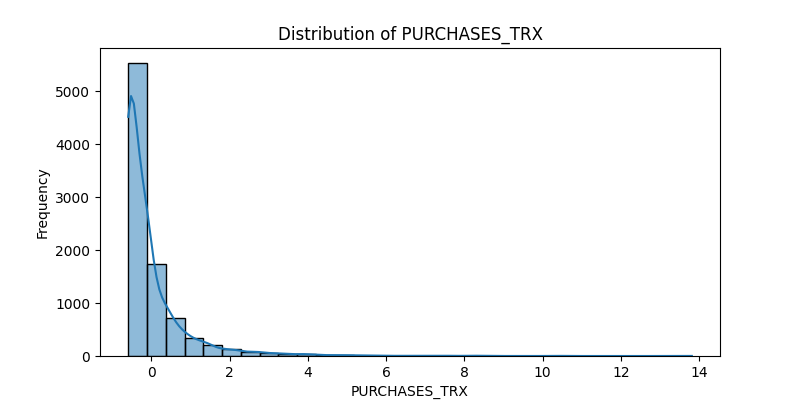 Distribution of PURCHASES_TRX
5000
4000
3000
2000
1000
0
Frequency
0 2 4 6 8 10 12 14
PURCHASES_TRX